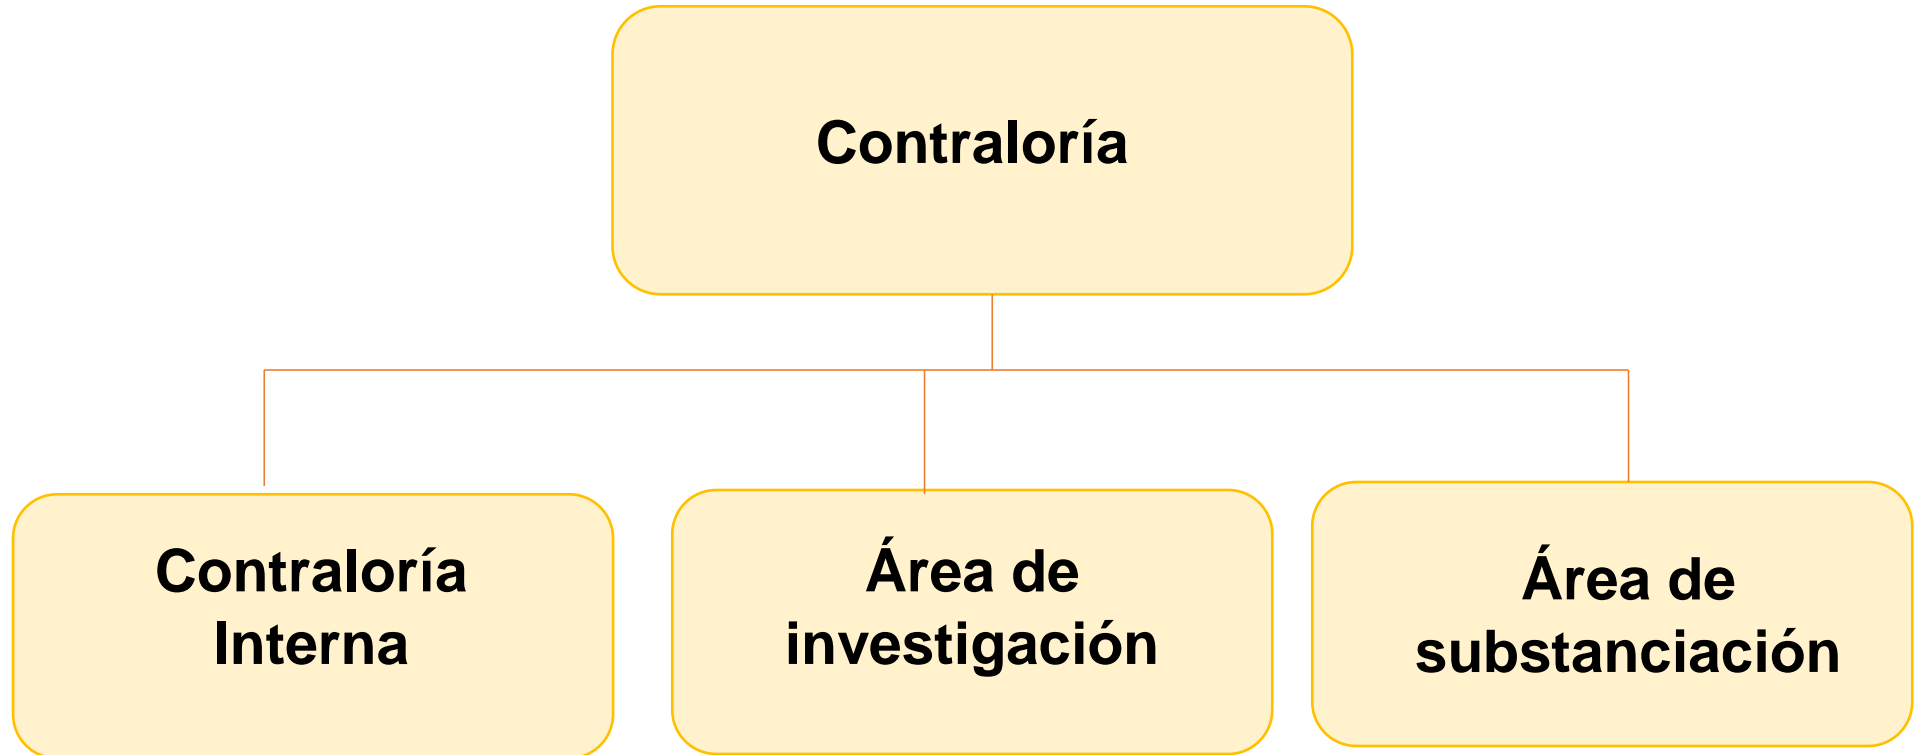 Contraloría
Contraloría
Interna
Área de
investigación
Área de
substanciación